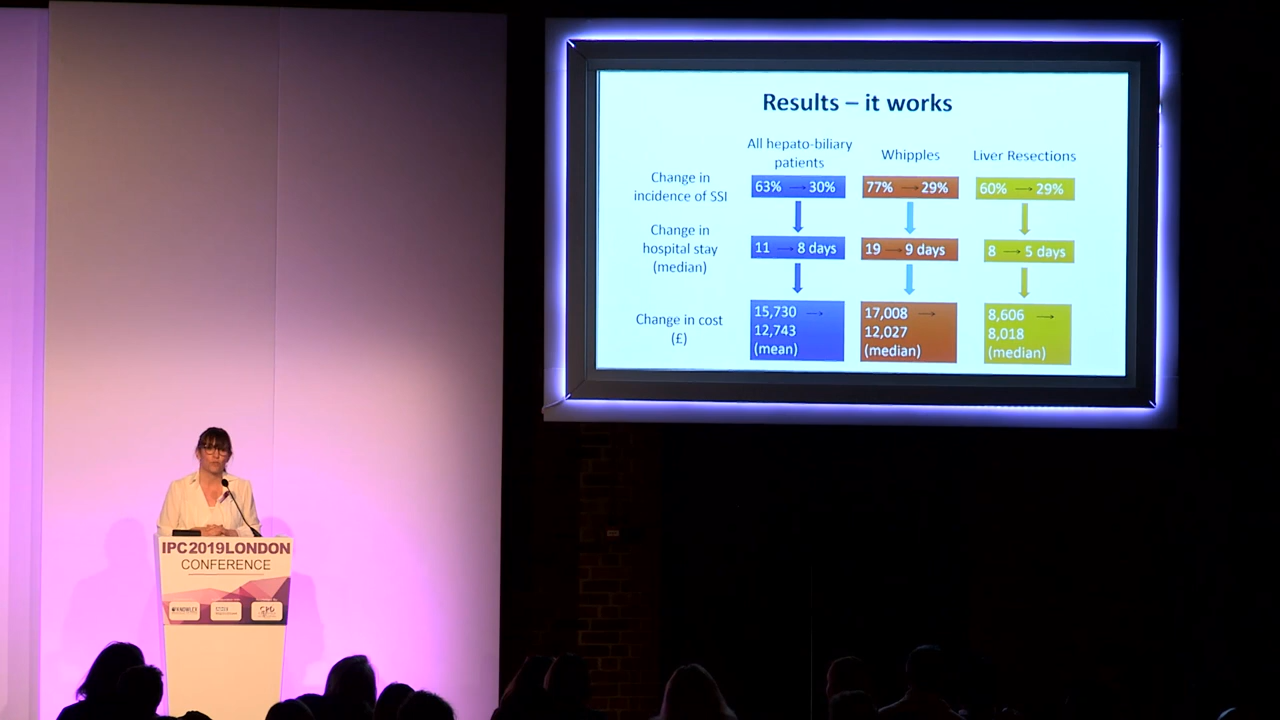 Results – it works
All hepato-biliary
patients
Whipples
Liver Resections
Change in
incidence of SSI
63% → 30%
77% → 29%
60% → 29%
Change in
hospital stay
(median)
11 → 8 days
19 → 9 days
8 → 5 days
Change in cost
(£)
15,730 →
12,743
(mean)
17,008 →
12,027
(median)
8,606 →
8,018
(median)
IPC2019LONDON
CONFERENCE
KNOWLEX